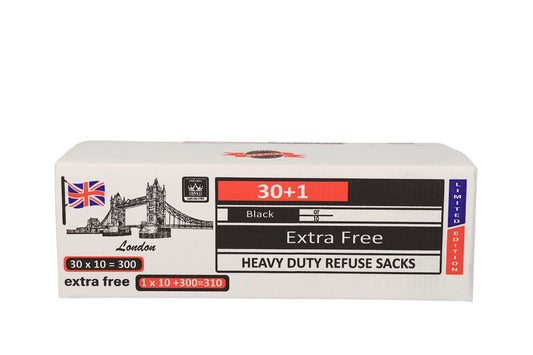 30+1
Black
Extra Free
HEAVY DUTY REFUSE SACKS
LIMITED EDITION
London
30 x 10 = 300
extra free 1 x 10 +300=310